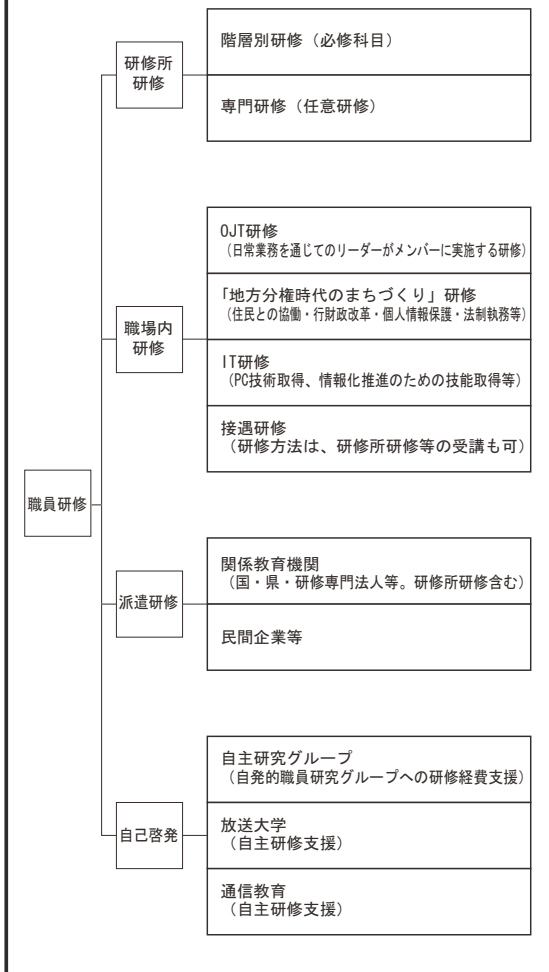 職員研修
研修所
研修
階層別研修（必修科目）
専門研修（任意研修）
職場内
研修
OJT研修
（日常業務を通じてのリーダーがメンバーに実施する研修）
「地方分権時代のまちづくり」研修
（住民との協働・行財政改革・個人情報保護・法制執務等）
IT研修
（PC技術取得、情報化推進のための技能取得等）
接遇研修
（研修方法は、研修所研修等の受講も可）
派遣研修
関係教育機関
（国・県・研修専門法人等。研修所研修含む）
民間企業等
自己啓発
自主研究グループ
（自発的職員研究グループへの研修経費支援）
放送大学
（自主研修支援）
通信教育
（自主研修支援）